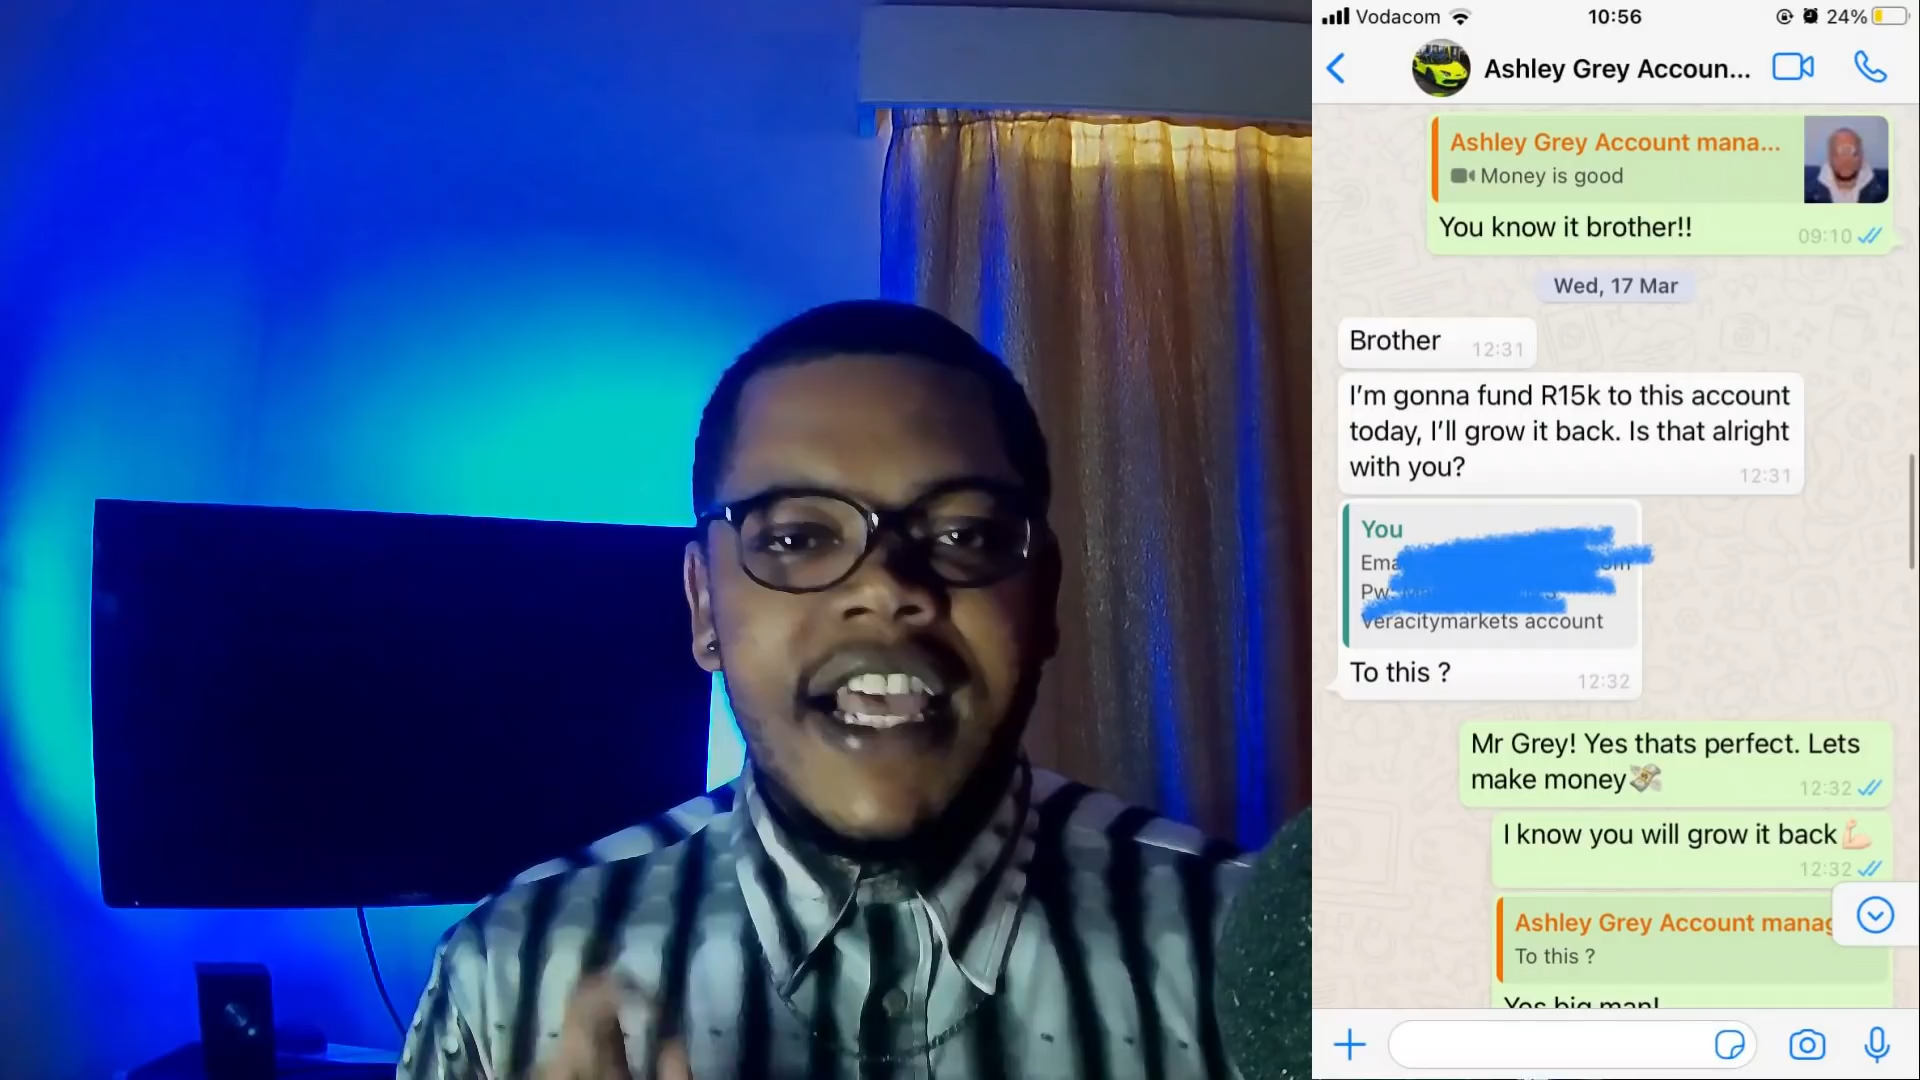 Vodacom
10:56
24%
Ashley Grey Accoun...
Ashley Grey Account mana...
Money is good
You know it brother!!
09:10
Wed, 17 Mar
Brother
12:31
I'm gonna fund R15k to this account
today, I'll grow it back. Is that alright
with you?
12:31
You
Veracitymarkets account
To this ?
12:32
Mr Grey! Yes thats perfect. Lets
make money💸
12:32
I know you will grow it back💪🏻
12:32
Ashley Grey Account manag
To this ?
Yes big man!